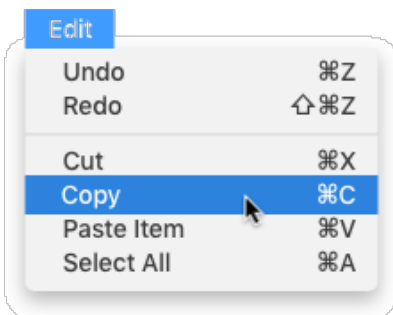 Edit
Undo ⌘Z
Redo ⇧⌘Z
Cut ⌘X
Copy ⌘C
Paste Item ⌘V
Select All ⌘A